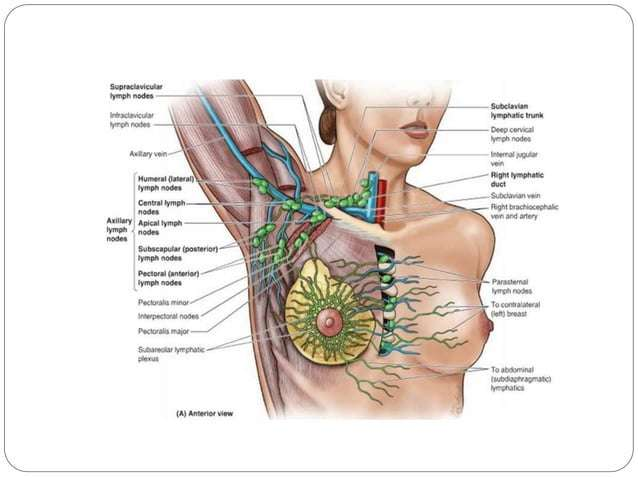 Supraclavicular
lymph nodes
Infraclavicular
lymph nodes
Axillary vein
Humeral (lateral)
lymph nodes
Central lymph
nodes
Axillary
lymph
nodes
Apical lymph
nodes
Subscapular (posterior)
lymph nodes
Pectoral (anterior)
lymph nodes
Pectoralis minor
Interpectoral nodes
Pectoralis major
Subareolar lymphatic
plexus
(A) Anterior view
Subclavian
lymphatic trunk
Deep cervical
lymph nodes
Internal jugular
vein
Right lymphatic
duct
Subclavian vein
Right brachiocephalic
vein and artery
Parasternal
lymph nodes
To contralateral
(left) breast
To abdominal
(subdiaphragmatic)
lymphatics